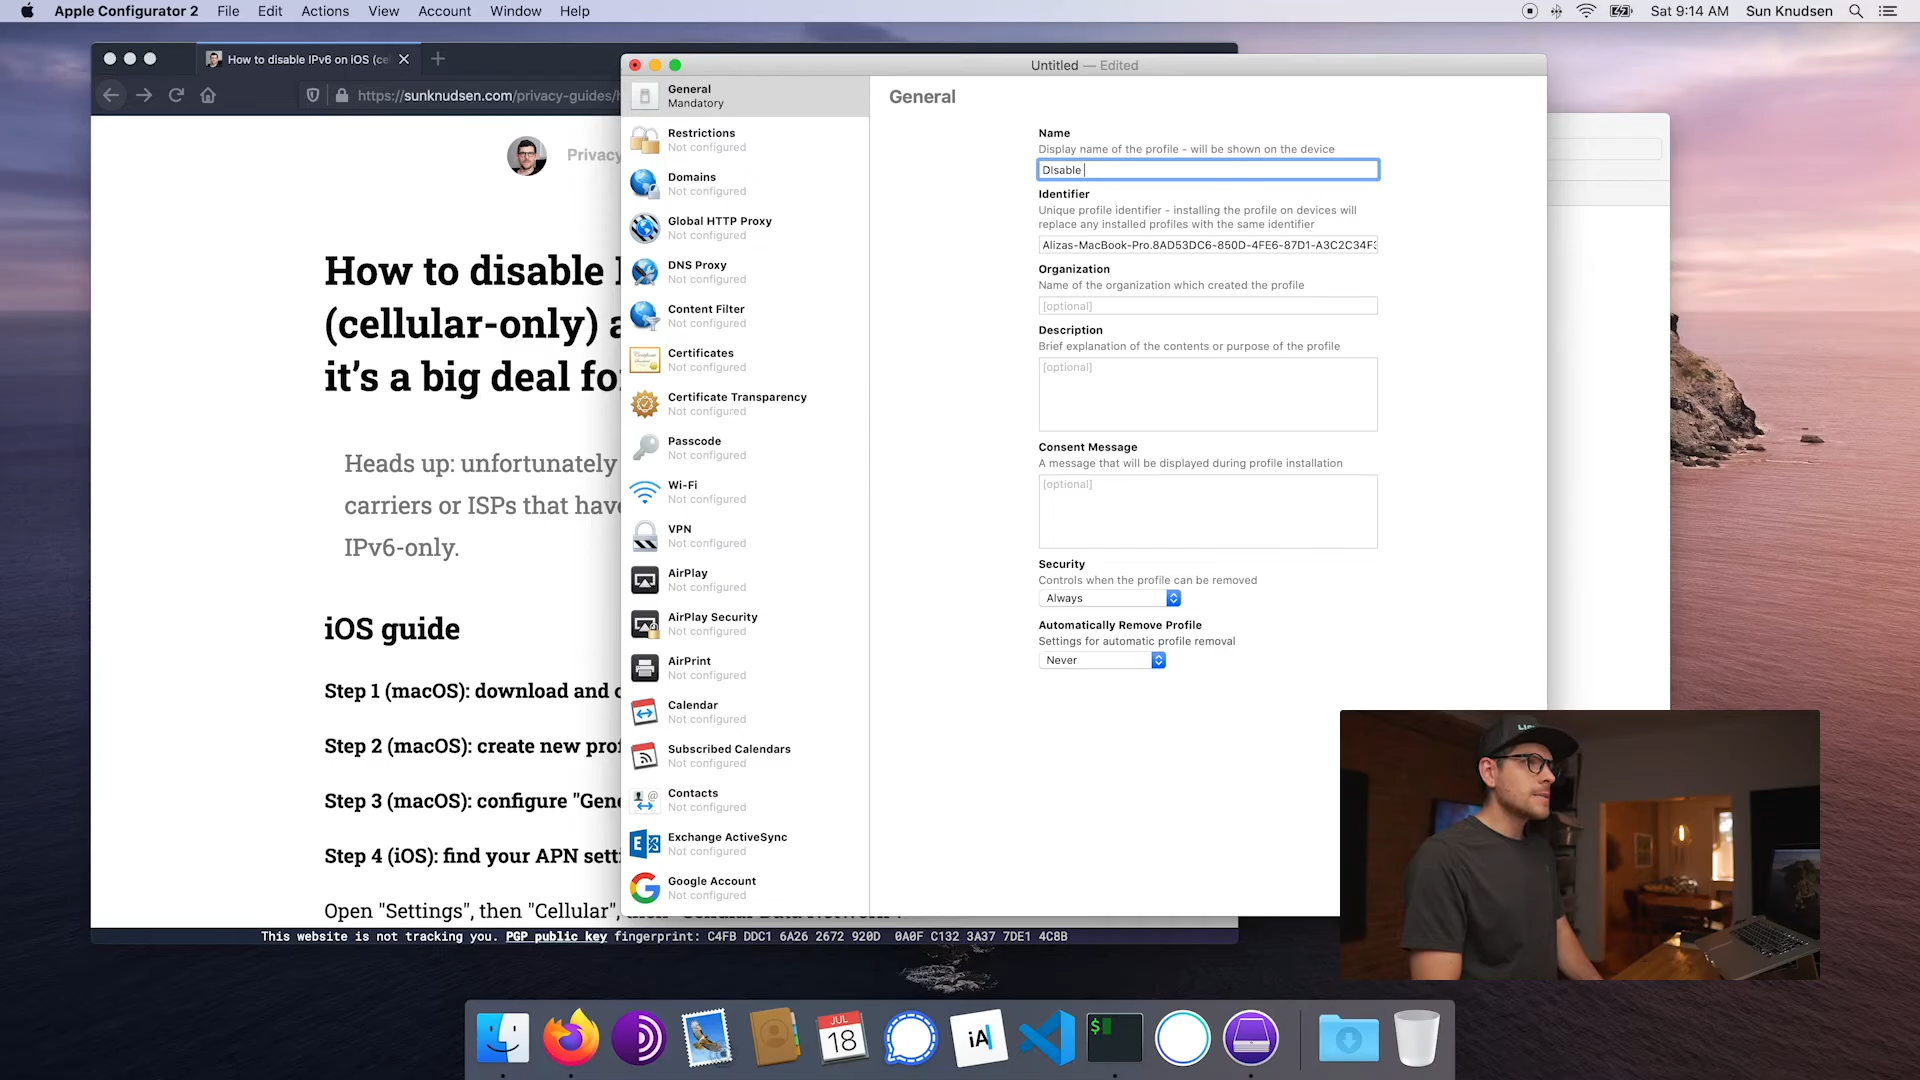 Apple Configurator 2 File Edit Actions View Account Window Help
Sat 9:14 AM Sun Knudsen
How to disable IPv6 on iOS (ce
https://sunknudsen.com/privacy-guides/h
Privacy
How to disable I
(cellular-only) a
it's a big deal fo
Heads up: unfortunately
carriers or ISPs that have
IPv6-only.
iOS guide
Step 1 (macOS): download and
Step 2 (macOS): create new prof
Step 3 (macOS): configure "Gene
Step 4 (iOS): find your APN setti
Open "Settings", then "Cellular",
This website is not tracking you. PGP public key fingerprint: C4FB DDC1 6A26 2672 920D 0A0F C132 3A37 7DE1 4C8B
Untitled — Edited
General
Mandatory
Restrictions
Not configured
Domains
Not configured
Global HTTP Proxy
Not configured
DNS Proxy
Not configured
Content Filter
Not configured
Certificates
Not configured
Certificate Transparency
Not configured
Passcode
Not configured
Wi-Fi
Not configured
VPN
Not configured
AirPlay
Not configured
AirPlay Security
Not configured
AirPrint
Not configured
Calendar
Not configured
Subscribed Calendars
Not configured
Contacts
Not configured
Exchange ActiveSync
Not configured
Google Account
Not configured
General
Name
Display name of the profile - will be shown on the device
DIsable
Identifier
Unique profile identifier - installing the profile on devices will
replace any installed profiles with the same identifier
Alizas-MacBook-Pro.8AD53DC6-850D-4FE6-87D1-A3C2C34F3
Organization
Name of the organization which created the profile
[optional]
Description
Brief explanation of the contents or purpose of the profile
[optional]
Consent Message
A message that will be displayed during profile installation
[optional]
Security
Controls when the profile can be removed
Always
Automatically Remove Profile
Settings for automatic profile removal
Never
JUL
18
iA
$